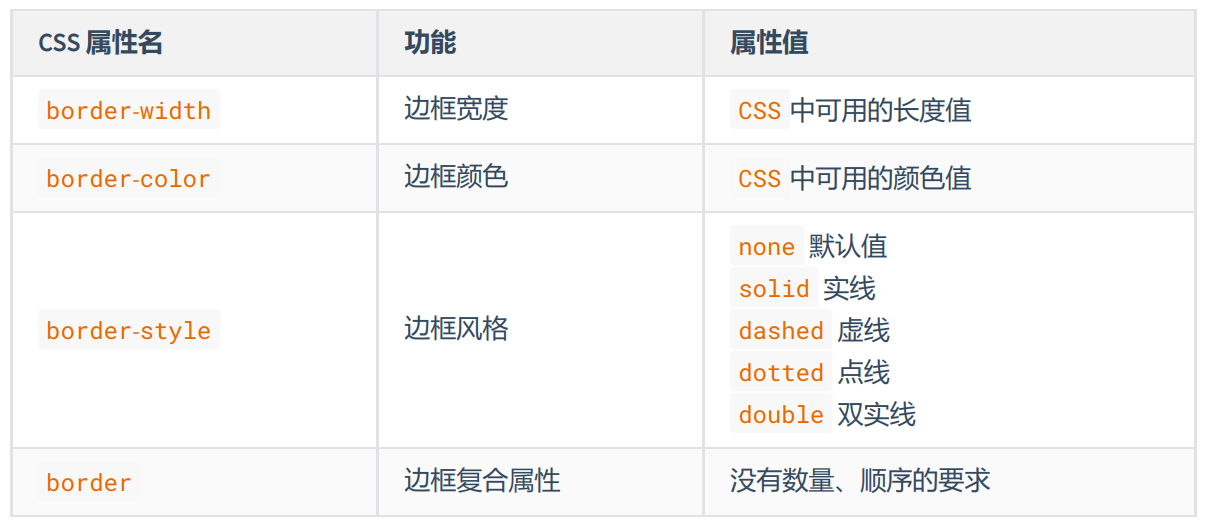 CSS 属性名 功能 属性值
border-width 边框宽度 CSS 中可用的长度值
border-color 边框颜色 CSS 中可用的颜色值
none 默认值
solid 实线
border-style 边框风格 dashed 虚线
dotted 点线
double 双实线
border 边框复合属性 没有数量、顺序的要求